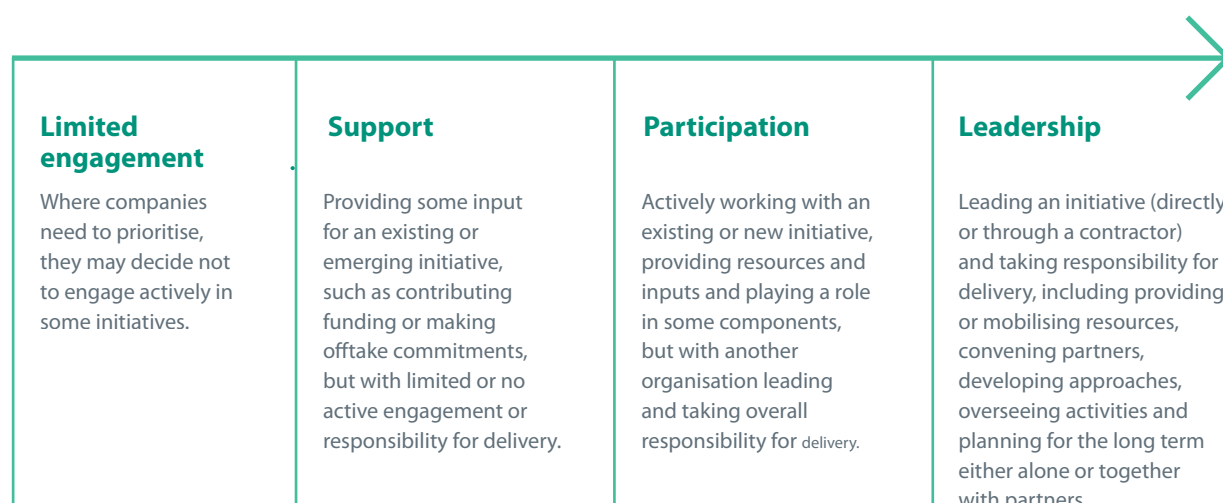 Limited
engagement
Where companies
need to prioritise,
they may decide not
to engage actively in
some initiatives.
Support
Providing some input
for an existing or
emerging initiative,
such as contributing
funding or making
offtake commitments,
but with limited or no
active engagement or
responsibility for delivery.
Participation
Actively working with an
existing or new initiative,
providing resources and
inputs and playing a role
in some components,
but with another
organisation leading
and taking overall
responsibility for delivery.
Leadership
Leading an initiative (directly
or through a contractor)
and taking responsibility for
delivery, including providing
or mobilising resources,
convening partners,
developing approaches,
overseeing activities and
planning for the long term
either alone or together
with partners